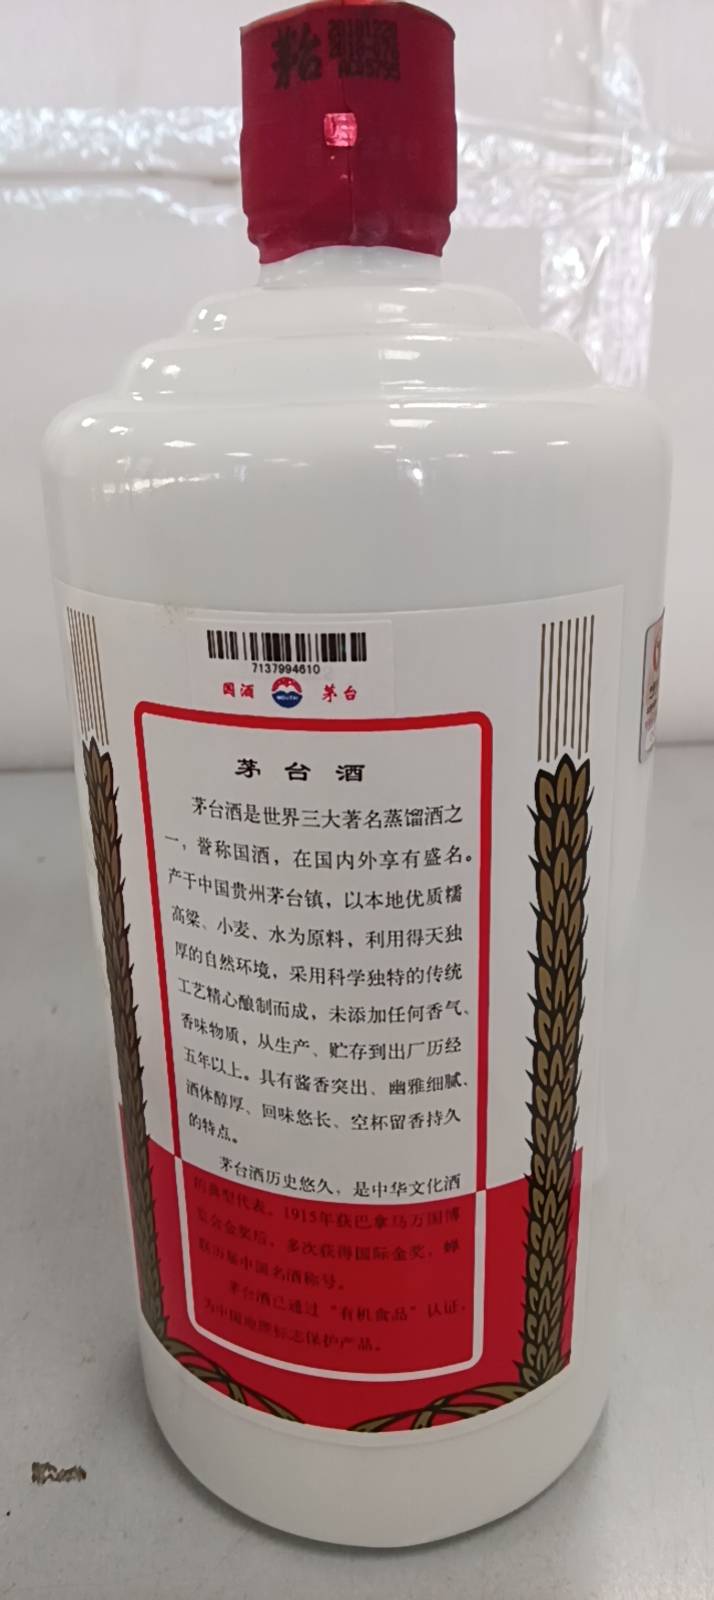 茅台
7137994610
国酒 MOUTAI 茅台
茅台酒
茅台酒是世界三大著名蒸馏酒之
一，誉称国酒，在国内外享有盛名。
产于中国贵州茅台镇，以本地优质糯
高粱、小麦、水为原料，利用得天独
厚的自然环境，采用科学独特的传统
工艺精心酿制而成，未添加任何香气、
香味物质，从生产、贮存到出厂历经
五年以上。具有酱香突出、幽雅细腻、
酒体醇厚、回味悠长、空杯留香持久
的特点。
茅台酒历史悠久，是中华文化酒
的典型代表。1915年获巴拿马万国博
览会金奖后，多次获得国际金奖，蝉
联历届中国名酒称号。
茅台酒已通过“有机食品”认证，
为中国地理标志保护产品。